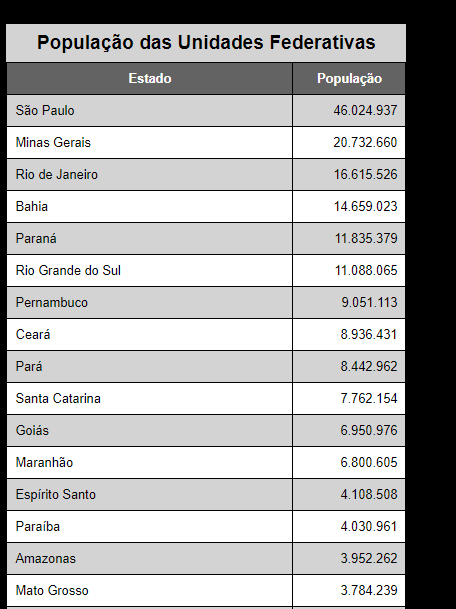 População das Unidades Federativas
Estado População
São Paulo 46.024.937
Minas Gerais 20.732.660
Rio de Janeiro 16.615.526
Bahia 14.659.023
Paraná 11.835.379
Rio Grande do Sul 11.088.065
Pernambuco 9.051.113
Ceará 8.936.431
Pará 8.442.962
Santa Catarina 7.762.154
Goiás 6.950.976
Maranhão 6.800.605
Espírito Santo 4.108.508
Paraíba 4.030.961
Amazonas 3.952.262
Mato Grosso 3.784.239